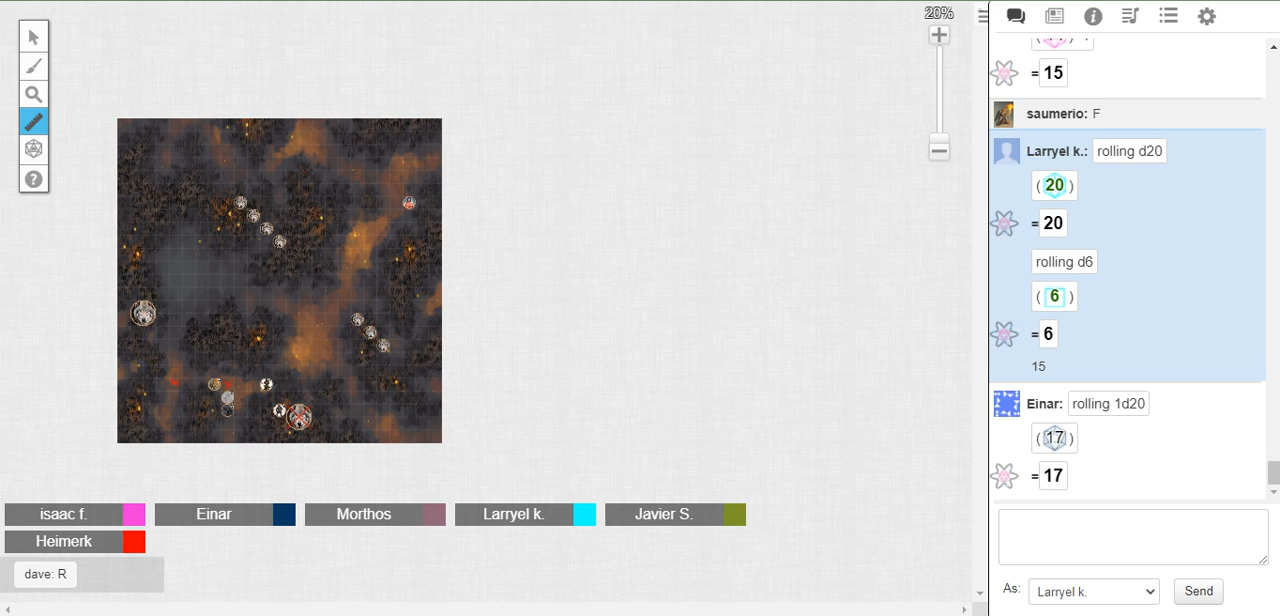 20%
15
saumerio: F
Larryel k.: rolling d20
( 20 )
= 20
rolling d6
( 6 )
= 6
15
Einar: rolling 1d20
( 17 )
= 17
isaac f. Einar Morthos Larryel k. Javier S.
Heimerk
dave: R
As: Larryel k. Send